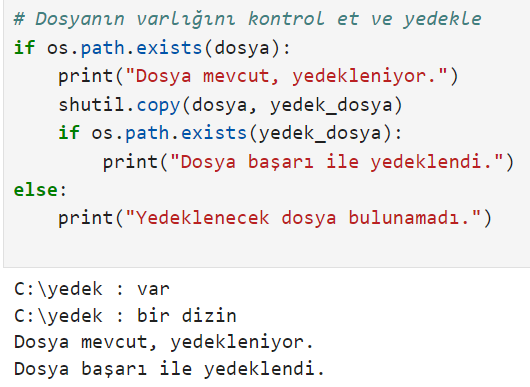 # Dosyanın varlığını kontrol et ve yedekle
if os.path.exists(dosya):
    print("Dosya mevcut, yedekleniyor.")
    shutil.copy(dosya, yedek_dosya)
    if os.path.exists(yedek_dosya):
        print("Dosya başarı ile yedeklendi.")
else:
    print("Yedeklenecek dosya bulunamadı.")
C:\yedek : var
C:\yedek : bir dizin
Dosya mevcut, yedekleniyor.
Dosya başarı ile yedeklendi.